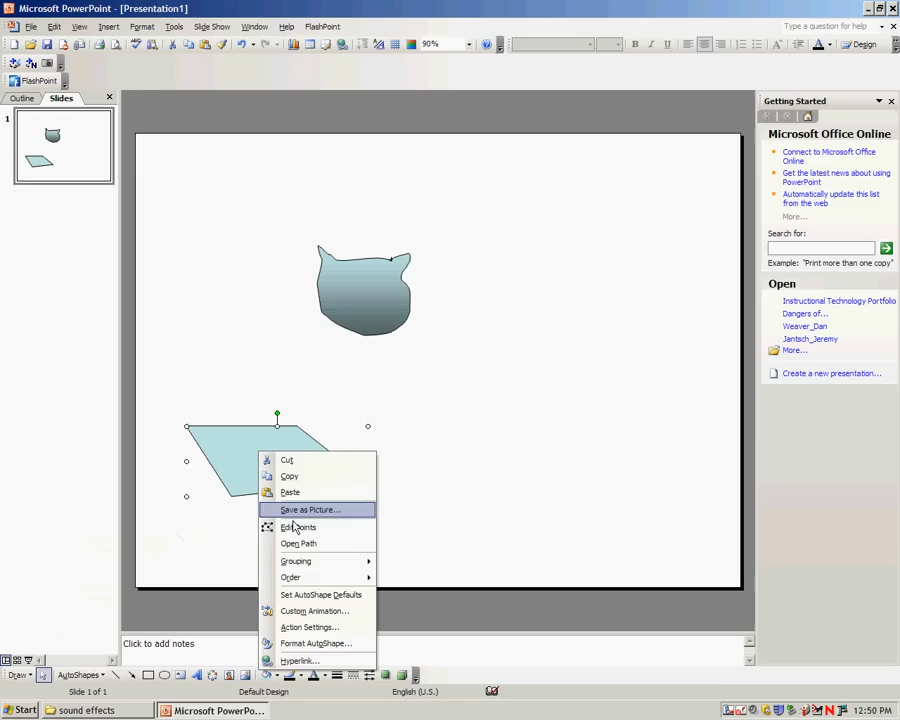 Microsoft PowerPoint - [Presentation1]
File Edit View Insert Format Tools Slide Show Window Help FlashPoint
Type a question for help
90%
Design
FlashPoint
Outline Slides
Getting Started
1
Microsoft Office Online
Connect to Microsoft Office
Online
Get the latest news about using
PowerPoint
Automatically update this list
from the web
More...
Search for:
Example: "Print more than one copy"
Open
Instructional Technology Portfolio
Dangers of...
Weaver_Dan
Jantsch_Jeremy
More...
Create a new presentation...
Cut
Copy
Paste
Save as Picture...
Edit Points
Open Path
Grouping
Order
Set AutoShape Defaults
Custom Animation...
Action Settings...
Format AutoShape...
Hyperlink...
Click to add notes
Draw AutoShapes
Slide 1 of 1 Default Design English (U.S.)
Start sound effects Microsoft PowerPo... 12:50 PM